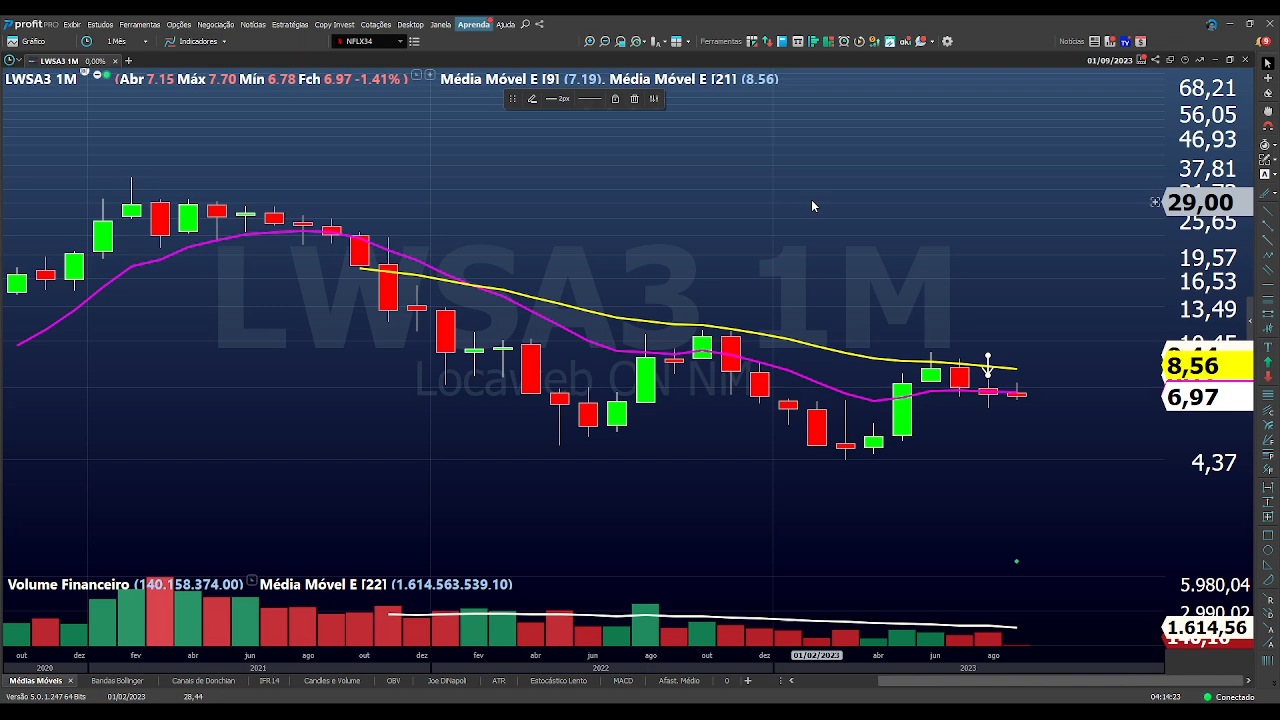 profit PRO Exibir Estudos Ferramentas Opções Negociação Notícias Estratégias Copy Invest Cotações Desktop Janela Aprenda Ajuda
Gráfico 1 Mês Indicadores NFLX34 Ferramentas Notícias 9
LWSA3 1M 0,00% 01/09/2023
LWSA3 1M (Abr 7.15 Máx 7.70 Mín 6.78 Fch 6.97 -1.41% ) Média Móvel E [9] (7.19). Média Móvel E [21] (8.56)
2px
68,21
56,05
46,93
37,81
29,00
25,65
19,57
16,53
13,49
8,56
6,97
4,37
LWSA3 1M
Locaweb ON NM
Volume Financeiro (140.158.374.00) Média Móvel E [22] (1.614.563.539.10)
5.980,04
2.990,02
1.614,56
out dez fev abr jun ago out dez fev abr jun ago out dez 01/02/2023 abr jun ago
2020 2021 2022 2023
Médias Móveis Bandas Bollinger Canais de Donchian IFR14 Candles e Volume OBV Joe DiNapoli ATR Estocástico Lento MACD Afast. Médio 0
Versão 5.0.1.247 64 Bits 01/02/2023 28,44 04:14:23 Conectado